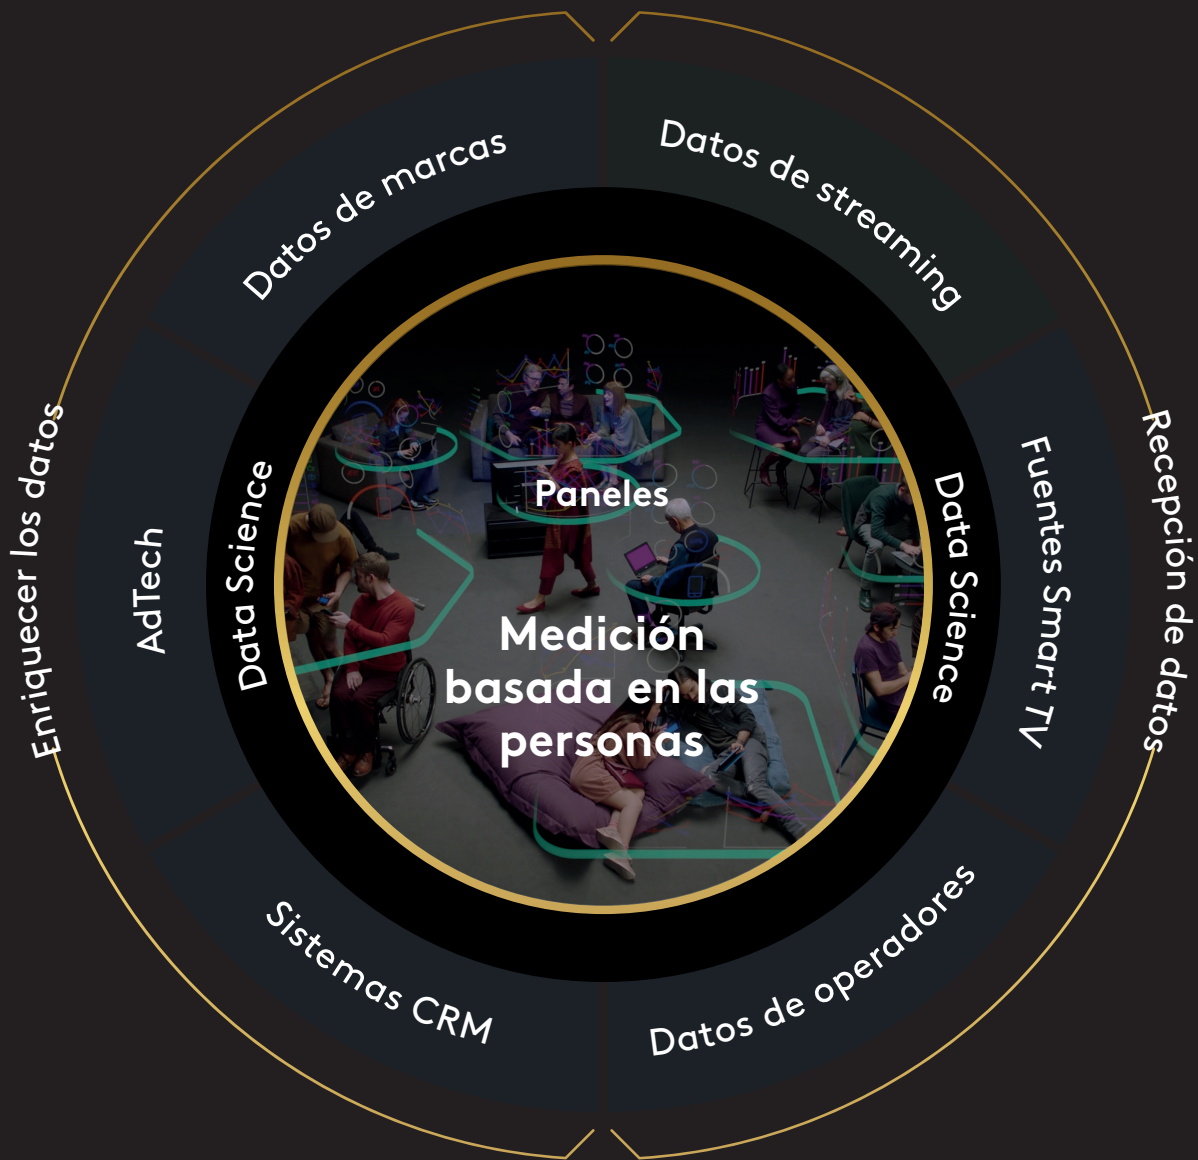 Datos de marcas
Datos de streaming
Enriquecer los datos
Recepción de datos
AdTech
Data Science
Data Science
Fuentes Smart TV
Paneles
Medición
basada en las
personas
Sistemas CRM
Datos de operadores